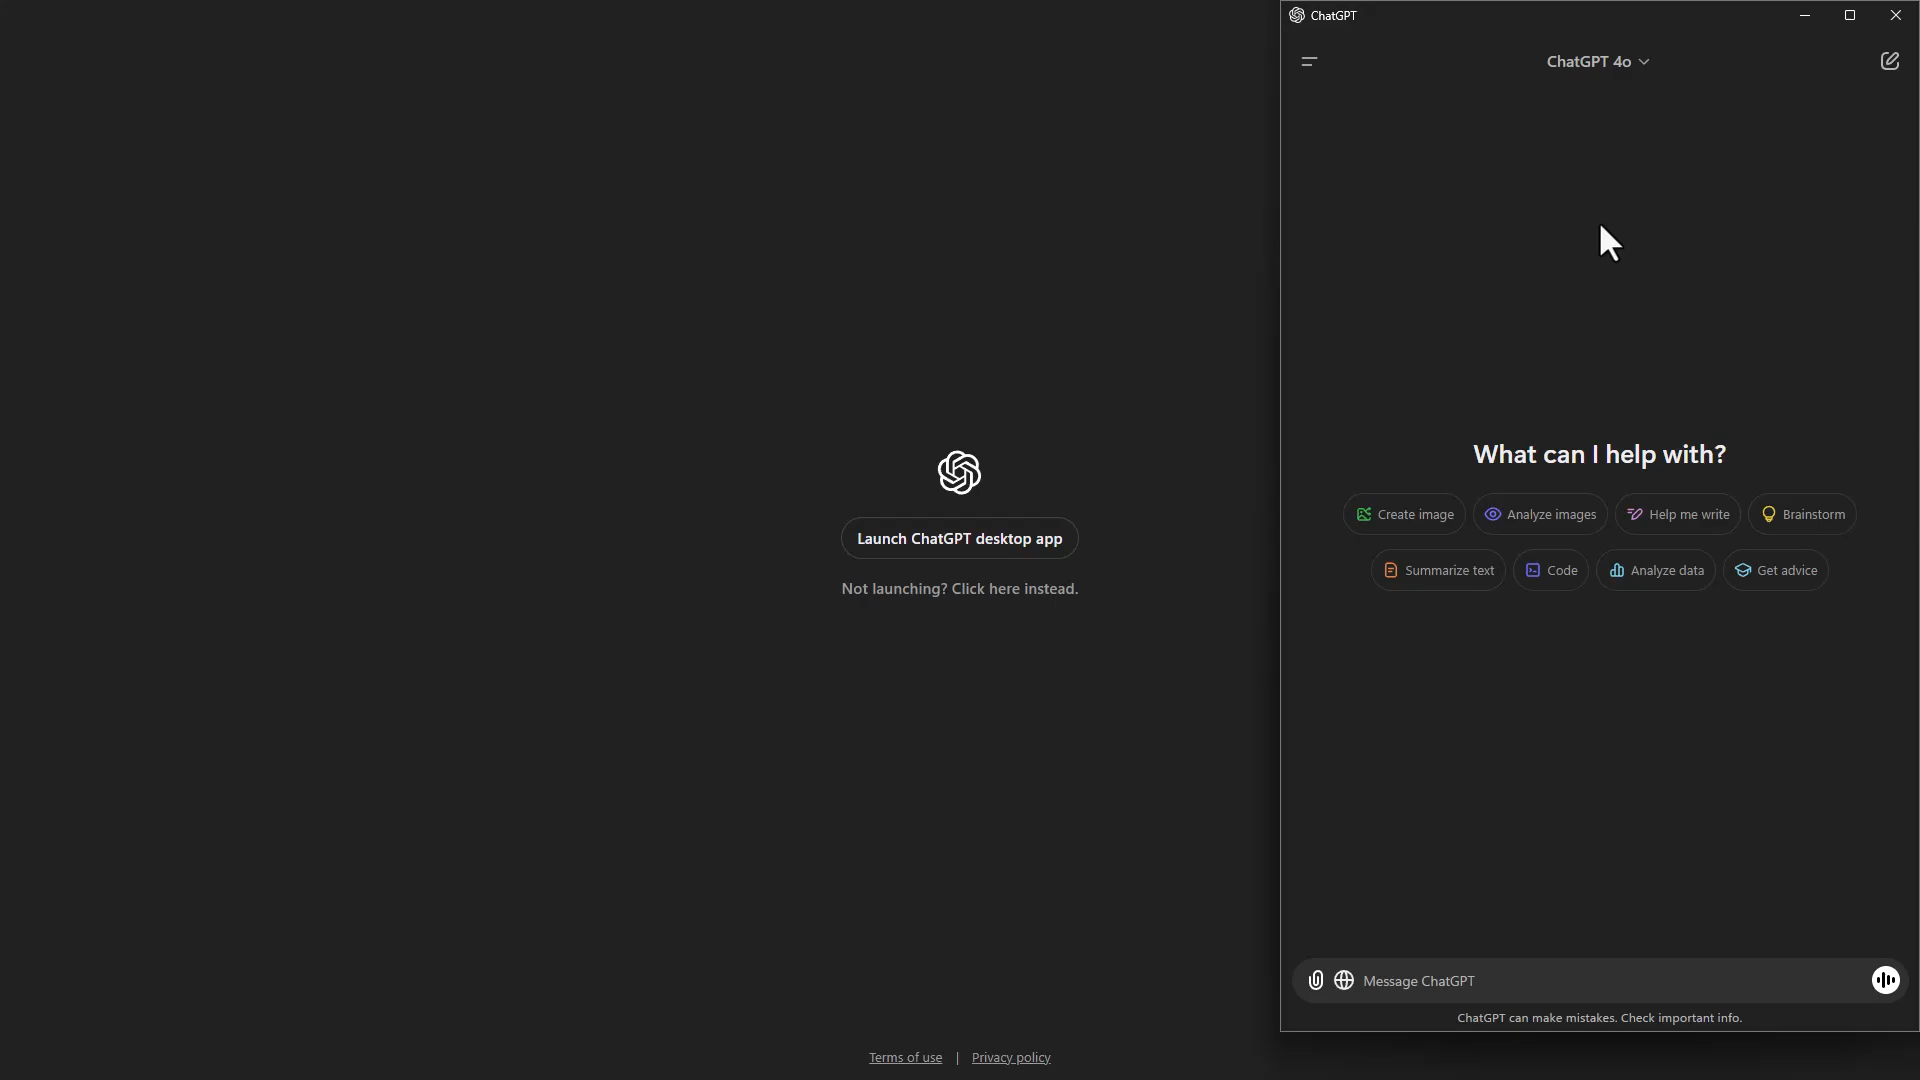 ChatGPT
ChatGPT 4o
Launch ChatGPT desktop app
Not launching? Click here instead.
Terms of use | Privacy policy
What can I help with?
Create image Analyze images Help me write Brainstorm
Summarize text Code Analyze data Get advice
Message ChatGPT
ChatGPT can make mistakes. Check important info.